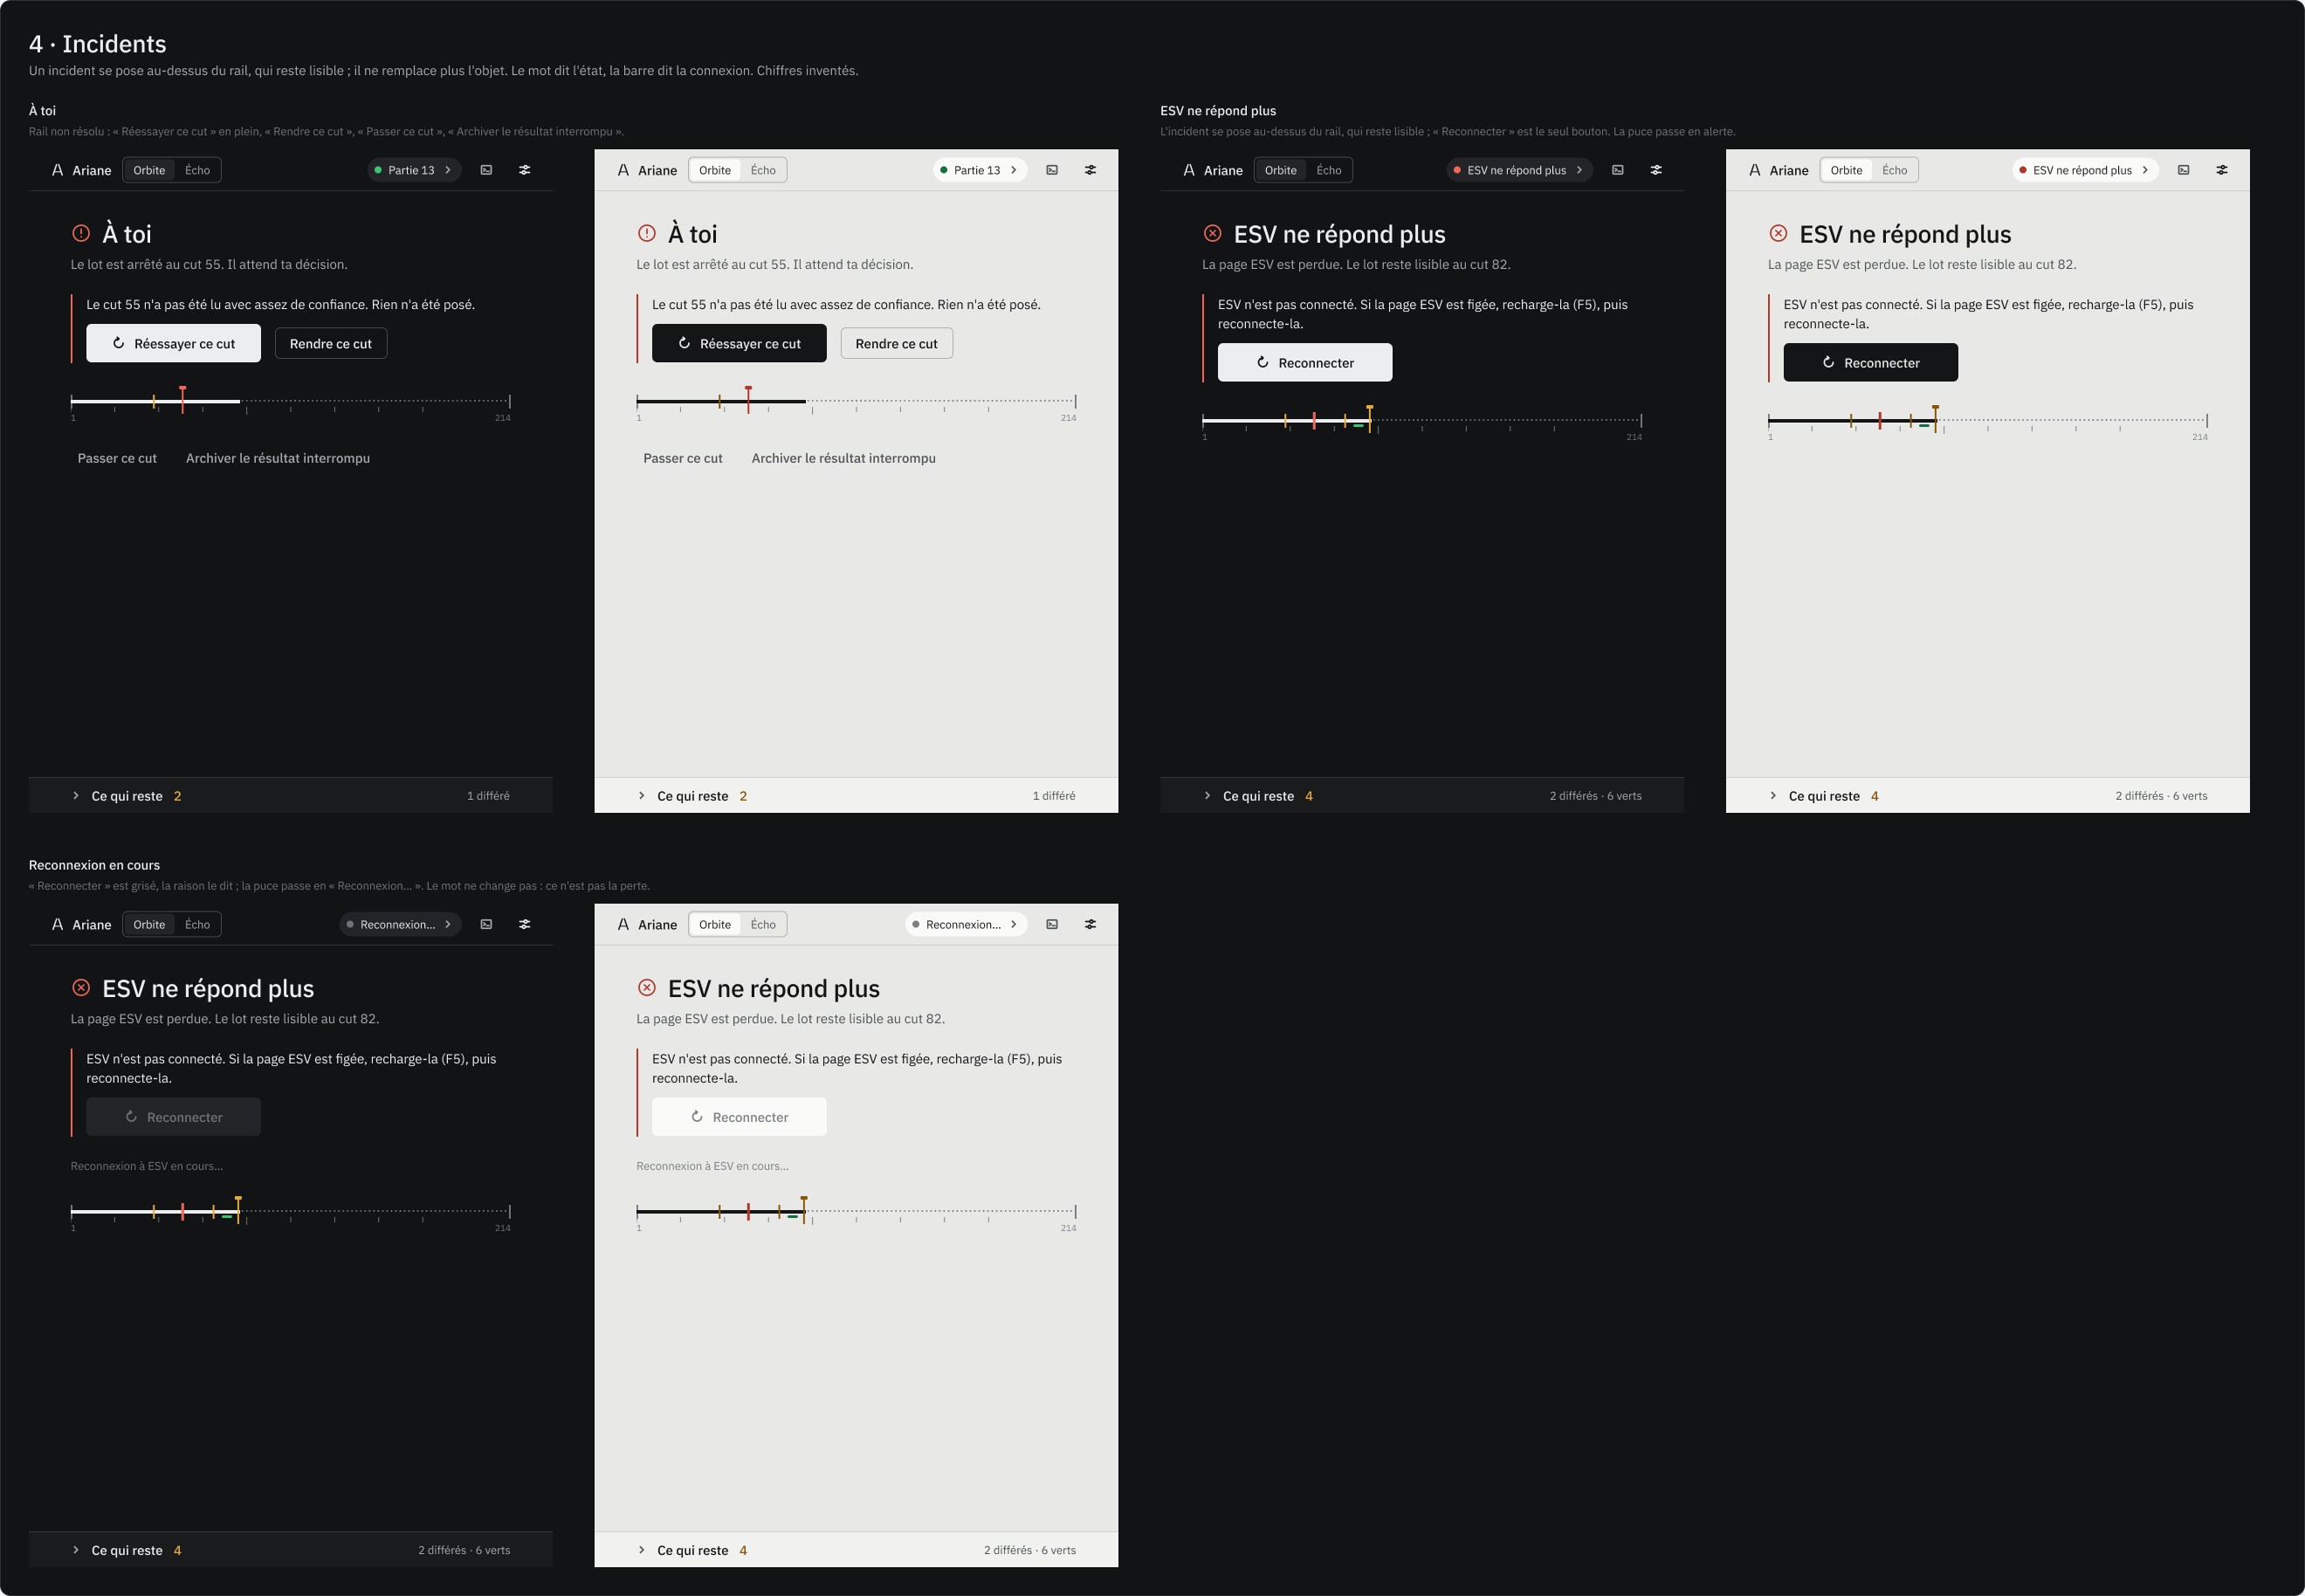 4 · Incidents
Un incident se pose au-dessus du rail, qui reste lisible ; il ne remplace plus l'objet. Le mot dit l'état, la barre dit la connexion. Chiffres inventés.
À toi
Rail non résolu : « Réessayer ce cut » en plein, « Rendre ce cut », « Passer ce cut », « Archiver le résultat interrompu ».
Ariane Orbite Écho Partie 13
À toi
Le lot est arrêté au cut 55. Il attend ta décision.
Le cut 55 n'a pas été lu avec assez de confiance. Rien n'a été posé.
Réessayer ce cut Rendre ce cut
1 214
Passer ce cut Archiver le résultat interrompu
Ce qui reste 2 1 différé
Ariane Orbite Écho Partie 13
À toi
Le lot est arrêté au cut 55. Il attend ta décision.
Le cut 55 n'a pas été lu avec assez de confiance. Rien n'a été posé.
Réessayer ce cut Rendre ce cut
1 214
Passer ce cut Archiver le résultat interrompu
Ce qui reste 2 1 différé
ESV ne répond plus
L'incident se pose au-dessus du rail, qui reste lisible ; « Reconnecter » est le seul bouton. La puce passe en alerte.
Ariane Orbite Écho ESV ne répond plus
ESV ne répond plus
La page ESV est perdue. Le lot reste lisible au cut 82.
ESV n'est pas connecté. Si la page ESV est figée, recharge-la (F5), puis
reconnecte-la.
Reconnecter
1 214
Ce qui reste 4 2 différés · 6 verts
Ariane Orbite Écho ESV ne répond plus
ESV ne répond plus
La page ESV est perdue. Le lot reste lisible au cut 82.
ESV n'est pas connecté. Si la page ESV est figée, recharge-la (F5), puis
reconnecte-la.
Reconnecter
1 214
Ce qui reste 4 2 différés · 6 verts
Reconnexion en cours
« Reconnecter » est grisé, la raison le dit ; la puce passe en « Reconnexion… ». Le mot ne change pas : ce n'est pas la perte.
Ariane Orbite Écho Reconnexion…
ESV ne répond plus
La page ESV est perdue. Le lot reste lisible au cut 82.
ESV n'est pas connecté. Si la page ESV est figée, recharge-la (F5), puis
reconnecte-la.
Reconnecter
Reconnexion à ESV en cours…
1 214
Ce qui reste 4 2 différés · 6 verts
Ariane Orbite Écho Reconnexion…
ESV ne répond plus
La page ESV est perdue. Le lot reste lisible au cut 82.
ESV n'est pas connecté. Si la page ESV est figée, recharge-la (F5), puis
reconnecte-la.
Reconnecter
Reconnexion à ESV en cours…
1 214
Ce qui reste 4 2 différés · 6 verts